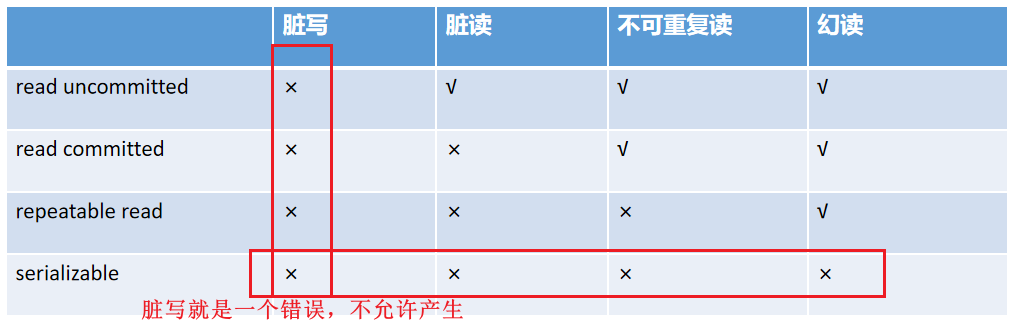 脏写 脏读 不可重复读 幻读
read uncommitted × √ √ √
read committed × × √ √
repeatable read × × × √
serializable × × × ×
脏写就是一个错误，不允许产生